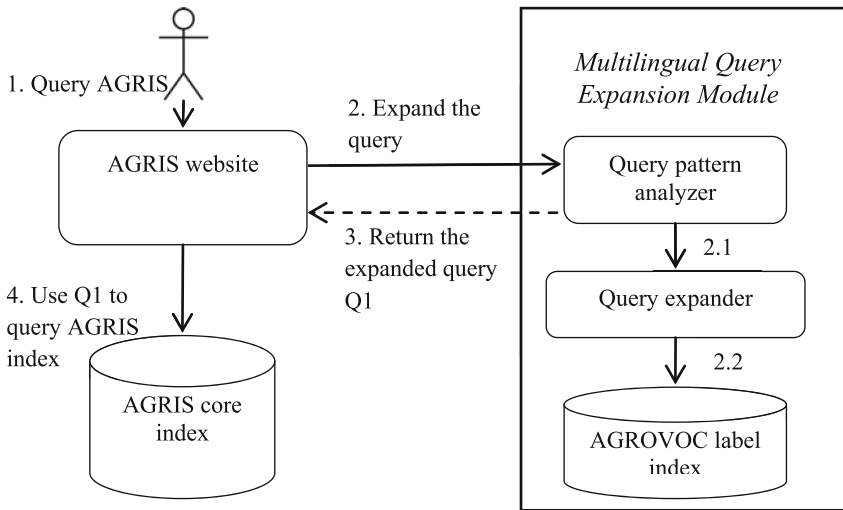 1. Query AGRIS
AGRIS website
2. Expand the
query
3. Return the
expanded query
Q1
4. Use Q1 to
query AGRIS
index
AGRIS core
index
Multilingual Query
Expansion Module
Query pattern
analyzer
2.1
Query expander
2.2
AGROVOC label
index